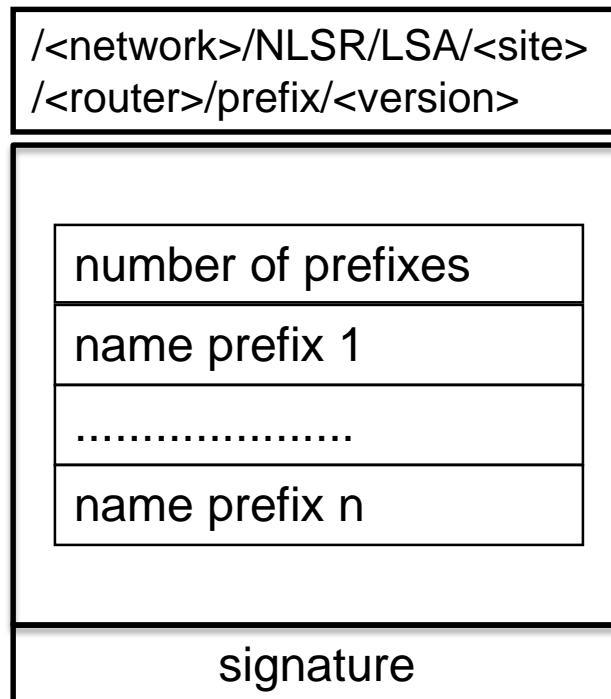 /<network>/NLSR/LSA/<site>
/<router>/prefix/<version>
number of prefixes
name prefix 1
.....................
name prefix n
signature